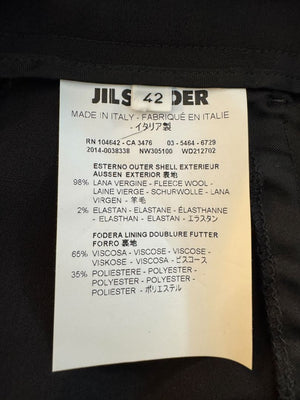 JILS 42 DER
MADE IN ITALY - FABRIQUÉ EN ITALIE
- イタリア製
RN 104642 - CA 3476 03 - 5464 - 6729
2014-0038338 NW305100 WD212702
ESTERNO OUTER SHELL EXTERIEUR
AUSSEN EXTERIOR 表地
98% LANA VERGINE - FLEECE WOOL -
LAINE VIERGE - SCHURWOLLE - LANA
VIRGEN - 羊毛
2% ELASTAN - ELASTANE - ÉLASTHANNE
- ELASTHAN - ELASTAN - エラスタン
FODERA LINING DOUBLURE FUTTER
FORRO 裏地
65% VISCOSA - VISCOSE - VISCOSE -
VISKOSE - VISCOSA - ビスコース
35% POLIESTERE - POLYESTER -
POLYESTER - POLYESTER -
POLIÉSTER - ポリエステル